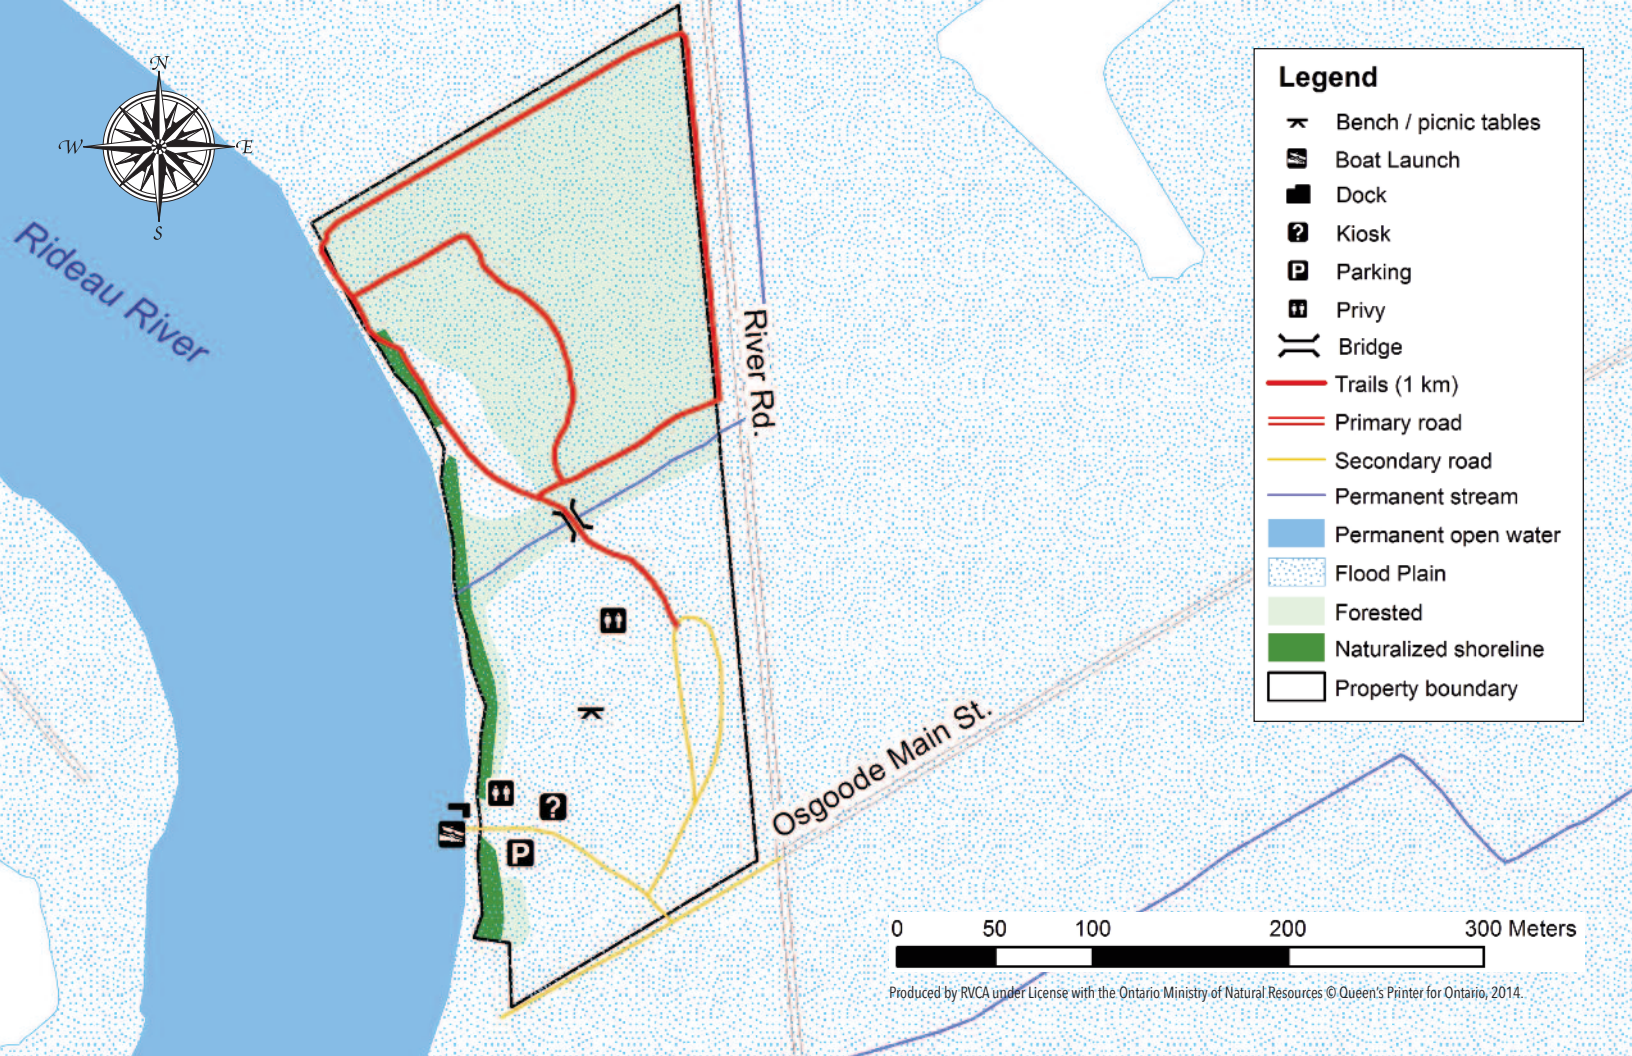 N
W
E
S
Rideau River
River Rd.
Osgoode Main St.
Legend
Bench / picnic tables
Boat Launch
Dock
?
Kiosk
P
Parking
Privy
Bridge
Trails (1 km)
Primary road
Secondary road
Permanent stream
Permanent open water
Flood Plain
Forested
Naturalized shoreline
Property boundary
?
P
0 50 100 200 300 Meters
Produced by RVCA under License with the Ontario Ministry of Natural Resources © Queen's Printer for Ontario, 2014.